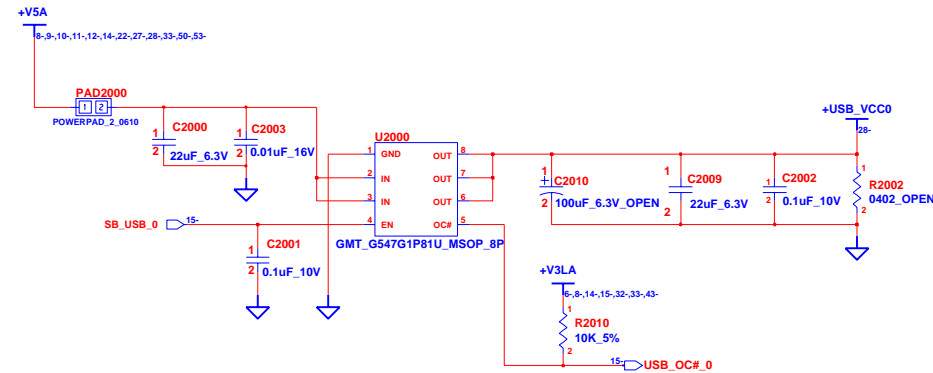 +V5A
8-,9-,10-,11-,12-,14-,22-,27-,28-,33-,50-,53-
PAD2000
1 2
POWERPAD_2_0610
+USB_VCC0
28-
1 C2000
2 22uF_6.3V
1 C2003
2 0.01uF_16V
U2000
1 GND OUT 8
2 IN OUT 7
3 IN OUT 6
4 EN OC# 5
GMT_G547G1P81U_MSOP_8P
1 + C2010
2 100uF_6.3V_OPEN
1 C2009
2 22uF_6.3V
1 C2002
2 0.1uF_10V
1 R2002
2 0402_OPEN
SB_USB_0 15-
1 C2001
2 0.1uF_10V
+V3LA
6-,8-,14-,15-,32-,33-,43-
1 R2010
10K_5%
2
15- USB_OC#_0